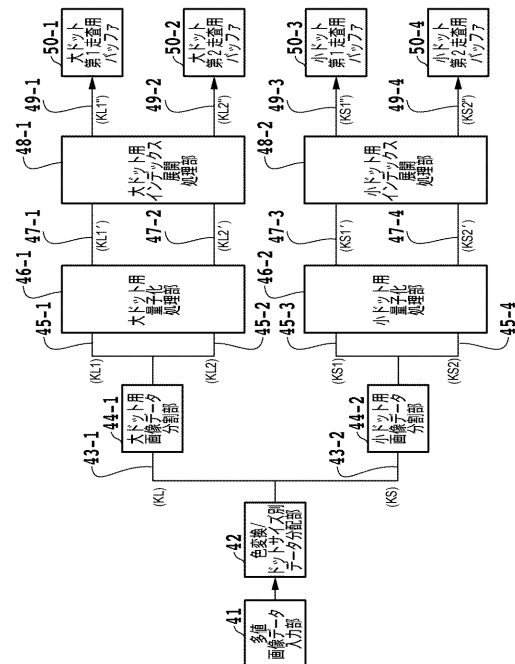 50-1
大ドット
第1走査用
バッファ
50-2
大ドット
第2走査用
バッファ
50-3
小ドット
第1走査用
バッファ
50-4
小ドット
第2走査用
バッファ
49-1
(KL1")
49-2
(KL2")
49-3
(KS1")
49-4
(KS2")
48-1
大ドット用
インデックス
展開
処理部
48-2
小ドット用
インデックス
展開
処理部
47-1
(KL1')
47-2
(KL2')
47-3
(KS1')
47-4
(KS2')
46-1
大ドット用
量子化
処理部
46-2
小ドット用
量子化
処理部
45-1
(KL1)
(KL2)
45-2
45-3
(KS1)
(KS2)
45-4
44-1
大ドット用
画像データ
分割部
44-2
小ドット用
画像データ
分割部
43-1
(KL)
43-2
(KS)
42
色変換/
ドットサイズ別
データ分配部
41
多値
画像データ
入力部